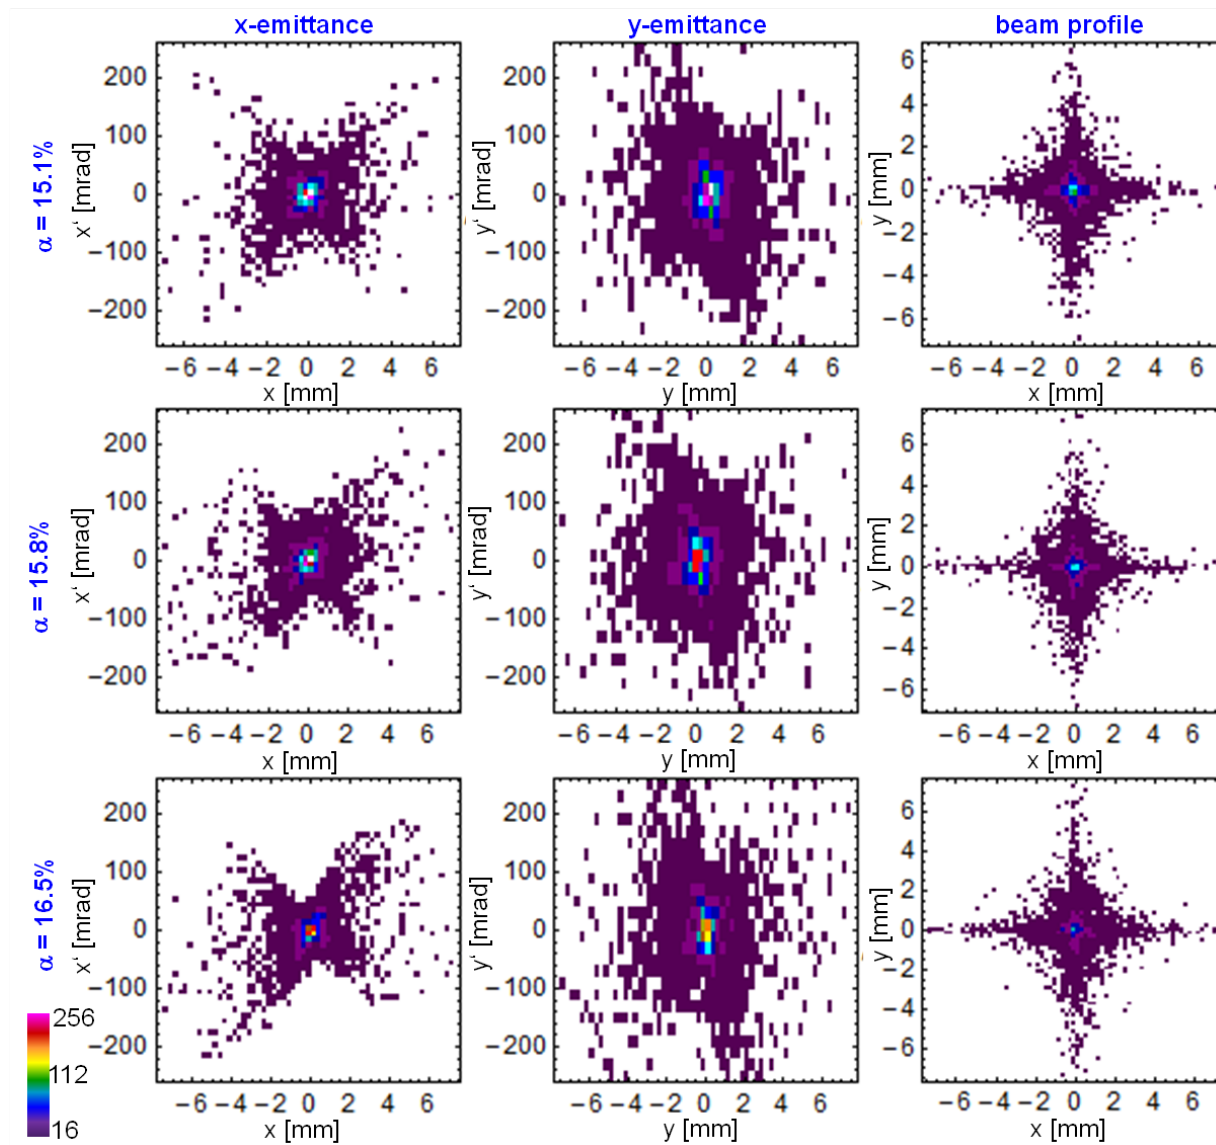 x-emittance y-emittance beam profile
α = 15.1%
x' [mrad]
200
100
0
−100
−200
−6 −4 −2 0 2 4 6
x [mm]
y' [mrad]
200
100
0
−100
−200
−6 −4 −2 0 2 4 6
y [mm]
y [mm]
6
4
2
0
−2
−4
−6
−6 −4 −2 0 2 4 6
x [mm]
α = 15.8%
x' [mrad]
200
100
0
−100
−200
−6 −4 −2 0 2 4 6
x [mm]
y' [mrad]
200
100
0
−100
−200
−6 −4 −2 0 2 4 6
y [mm]
y [mm]
6
4
2
0
−2
−4
−6
−6 −4 −2 0 2 4 6
x [mm]
α = 16.5%
x' [mrad]
200
100
0
−100
−200
−6 −4 −2 0 2 4 6
x [mm]
y' [mrad]
200
100
0
−100
−200
−6 −4 −2 0 2 4 6
y [mm]
y [mm]
6
4
2
0
−2
−4
−6
−6 −4 −2 0 2 4 6
x [mm]
256
112
16